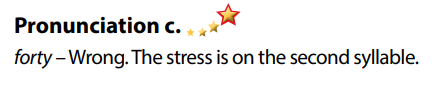 Pronunciation c.
forty – Wrong. The stress is on the second syllable.